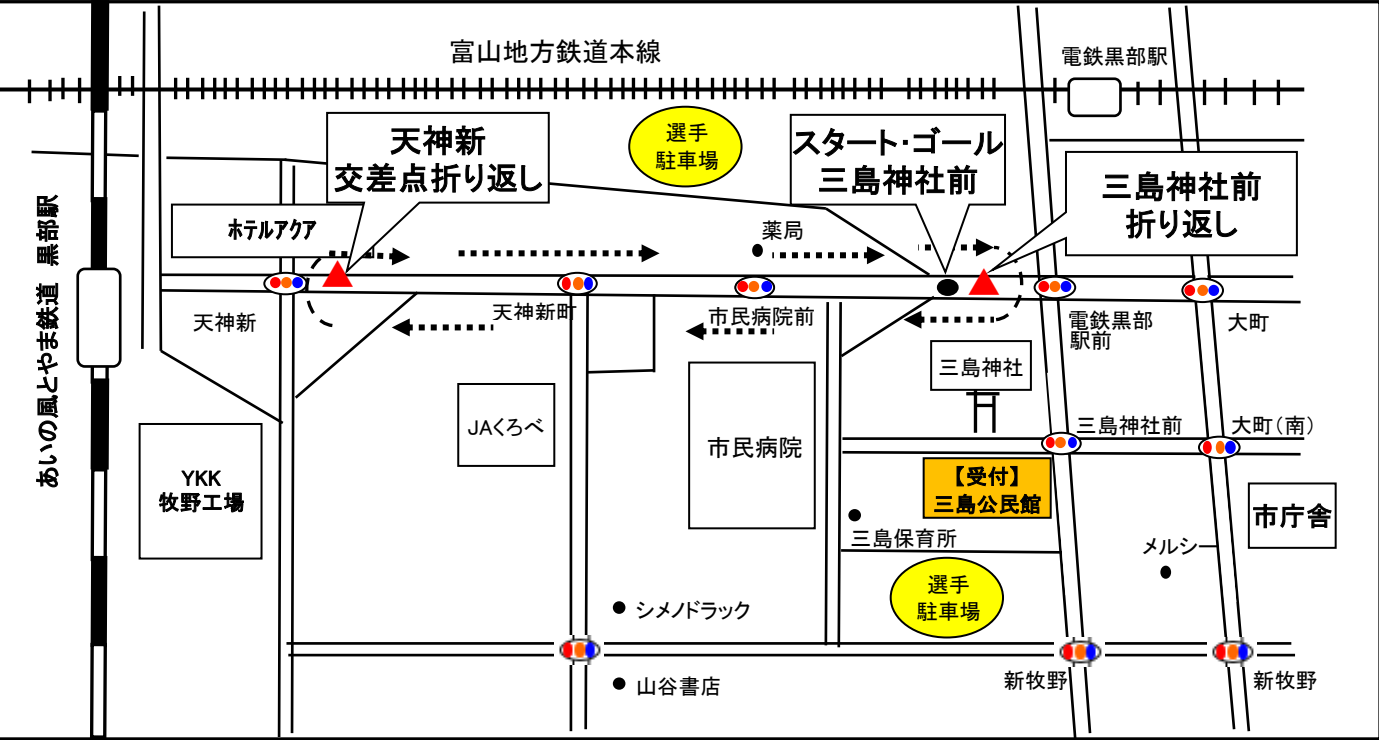 富山地方鉄道本線
電鉄黒部駅
選手
駐車場
天神新
交差点折り返し
スタート・ゴール
三島神社前
三島神社前
折り返し
ホテルアクア
薬局
あいの風とやま鉄道 黒部駅
天神新
天神新町
市民病院前
電鉄黒部
駅前
大町
三島神社
JAくろべ
市民病院
三島神社前
大町(南)
YKK
牧野工場
【受付】
三島公民館
市庁舎
三島保育所
メルシー
選手
駐車場
シメノドラック
山谷書店
新牧野
新牧野